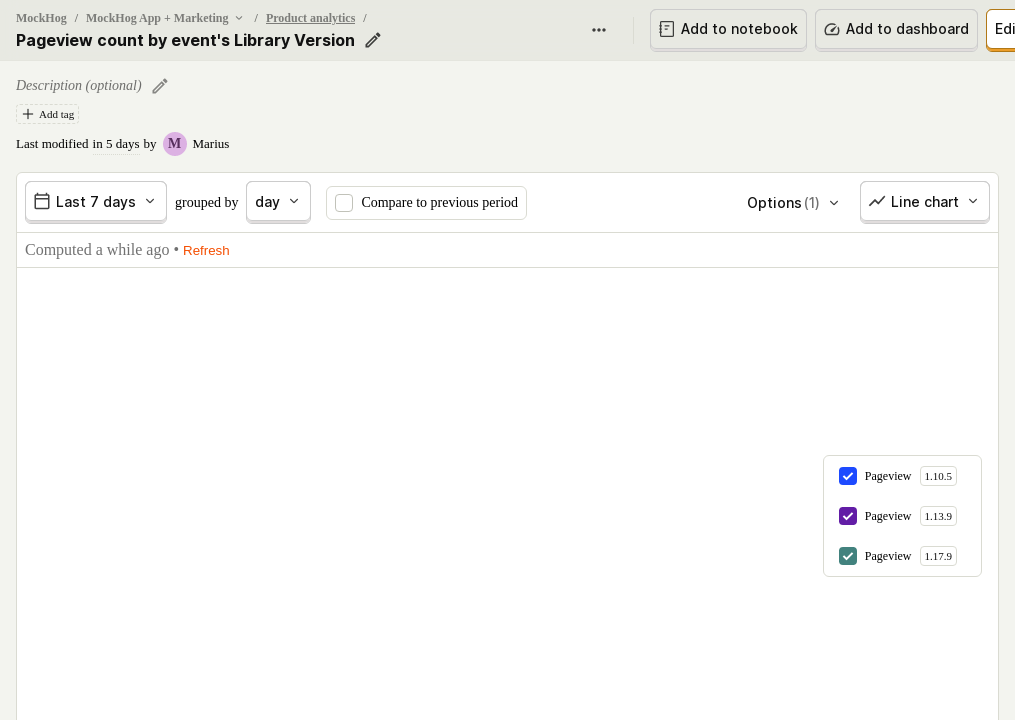 MockHog / MockHog App + Marketing / Product analytics /
Pageview count by event's Library Version
Add to notebook
Add to dashboard
Edi
Description (optional)
Add tag
Last modified in 5 days by M Marius
Last 7 days grouped by day Compare to previous period Options (1) Line chart
Computed a while ago • Refresh
Pageview 1.10.5
Pageview 1.13.9
Pageview 1.17.9